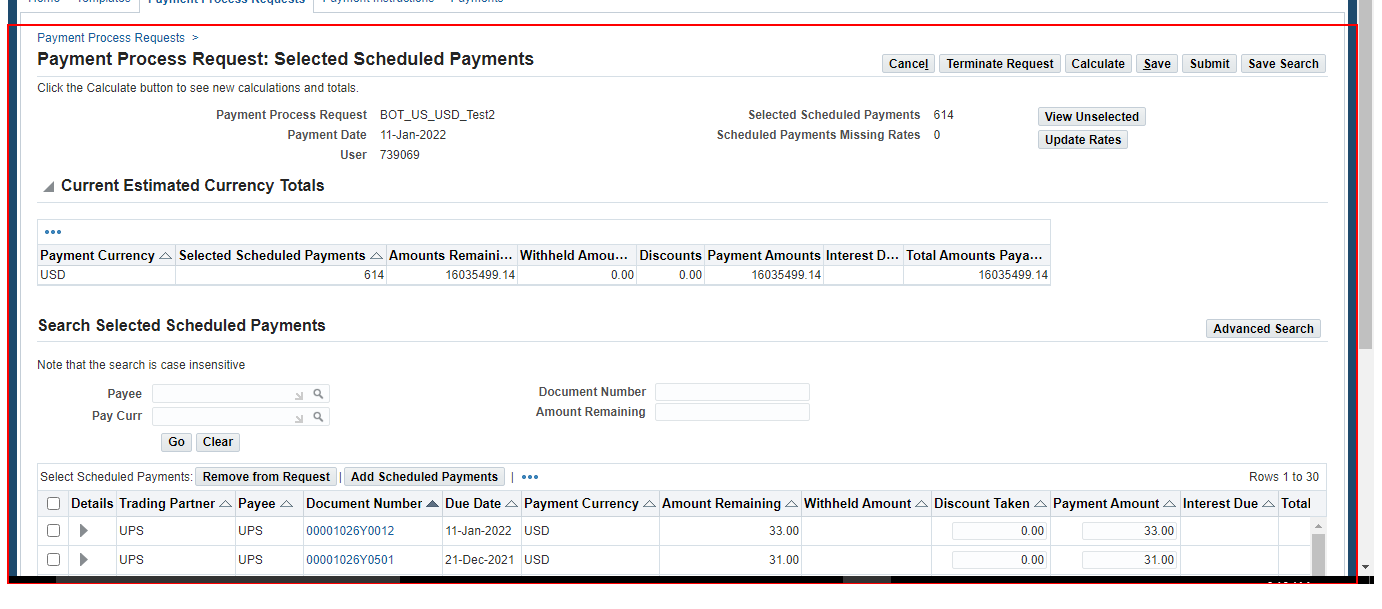 Home Templates Payment Process Requests Payment Instructions Payments
Payment Process Requests >
Payment Process Request: Selected Scheduled Payments
Cancel Terminate Request Calculate Save Submit Save Search
Click the Calculate button to see new calculations and totals.
Payment Process Request BOT_US_USD_Test2 Selected Scheduled Payments 614 View Unselected
Payment Date 11-Jan-2022 Scheduled Payments Missing Rates 0 Update Rates
User 739069
Current Estimated Currency Totals
Payment Currency Selected Scheduled Payments Amounts Remaini... Withheld Amou... Discounts Payment Amounts Interest D... Total Amounts Paya...
USD 614 16035499.14 0.00 0.00 16035499.14 16035499.14
Search Selected Scheduled Payments
Advanced Search
Note that the search is case insensitive
Payee Document Number
Pay Curr Amount Remaining
Go Clear
Select Scheduled Payments: Remove from Request | Add Scheduled Payments | Rows 1 to 30
Details Trading Partner Payee Document Number Due Date Payment Currency Amount Remaining Withheld Amount Discount Taken Payment Amount Interest Due Total
UPS UPS 00001026Y0012 11-Jan-2022 USD 33.00 0.00 33.00
UPS UPS 00001026Y0501 21-Dec-2021 USD 31.00 0.00 31.00